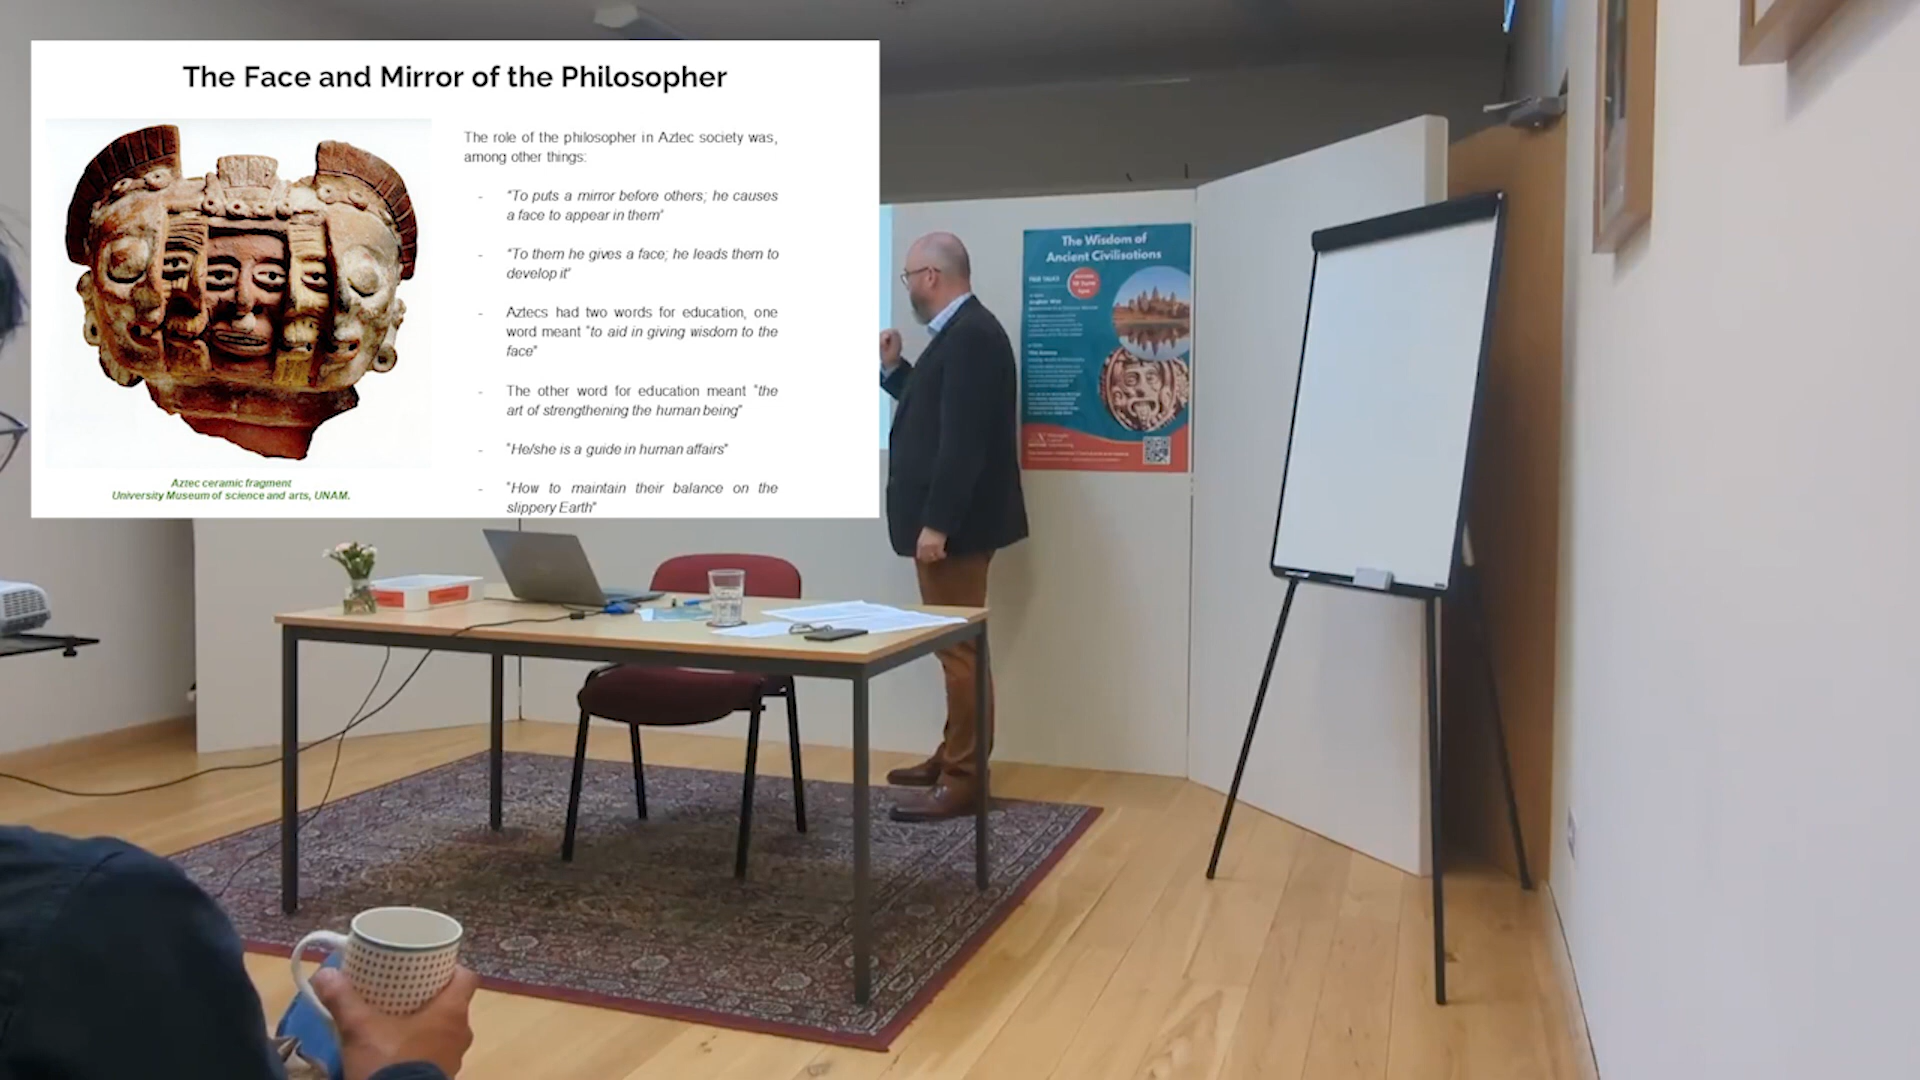 The Face and Mirror of the Philosopher
The role of the philosopher in Aztec society was,
among other things:
- "To puts a mirror before others; he causes
a face to appear in them"
- "To them he gives a face; he leads them to
develop it"
- Aztecs had two words for education, one
word meant "to aid in giving wisdom to the
face"
- The other word for education meant "the
art of strengthening the human being"
- "He/she is a guide in human affairs"
- "How to maintain their balance on the
slippery Earth"
Aztec ceramic fragment
University Museum of science and arts, UNAM.
The Wisdom of
Ancient Civilisations